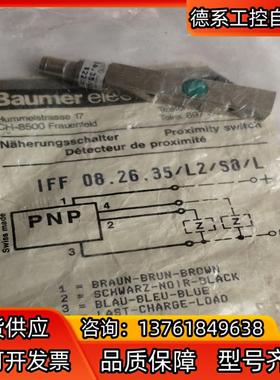 德系工控自
Baumer elec
Hummelstrasse 17
CH-8500 Frauenfeld
Näherungsschalter
Proximity switch
Détecteur de proximité
IFF 08.26.35/L2/S8/L
Swiss made
PNP
1
4
2
3
Z
Z
1 = BRAUN-BRUN-BROWN
2 = SCHWARZ-NOIR-BLACK
3 = BLAU-BLEU-BLUE
= LAST-CHARGE-LOAD
货供应
咨询：13761849638
可开发票
品质保障
型号齐